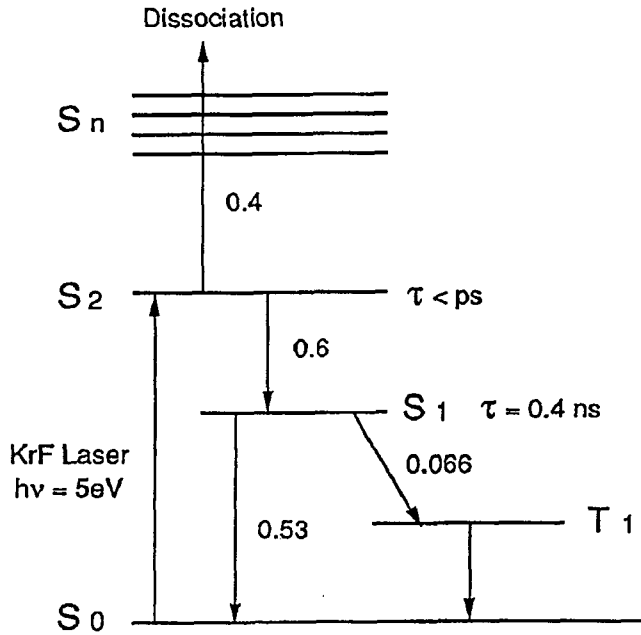 Dissociation
S n
0.4
S 2
τ < ps
0.6
S 1 τ = 0.4 ns
KrF Laser
hν = 5eV
0.066
0.53
T 1
S 0